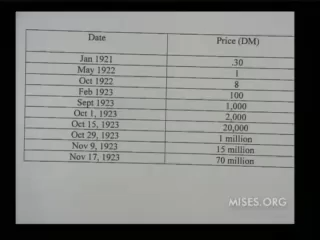 Date Price (DM)
Jan 1921 .30
May 1922 1
Oct 1922 8
Feb 1923 100
Sept 1923 1,000
Oct 1, 1923 2,000
Oct 15, 1923 20,000
Oct 29, 1923 1 million
Nov 9, 1923 15 million
Nov 17, 1923 70 million
MISES.ORG